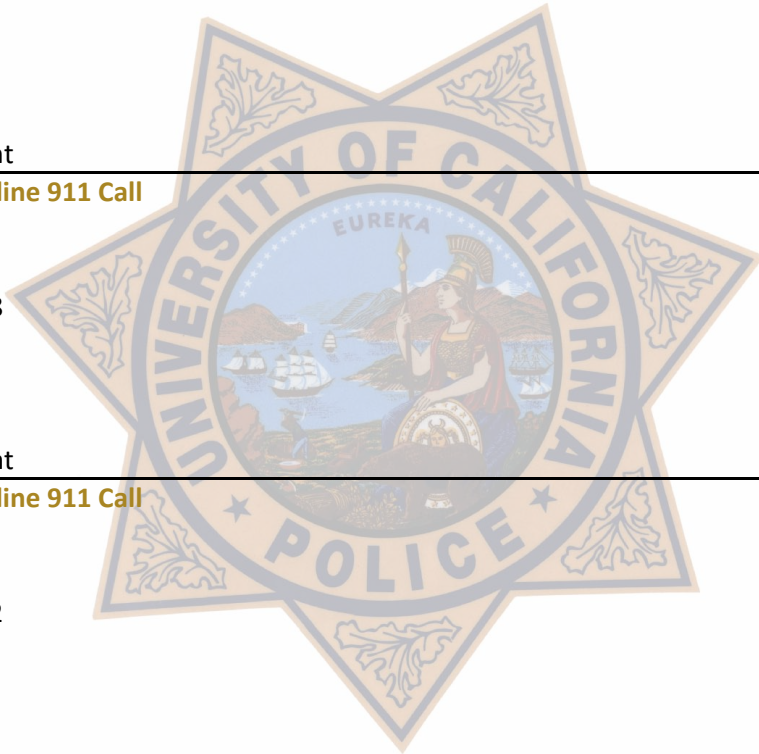 nt
line 911 Call
UNIVERSITY OF CALIFORNIA
EUREKA
3
nt
line 911 Call
POLICE
2